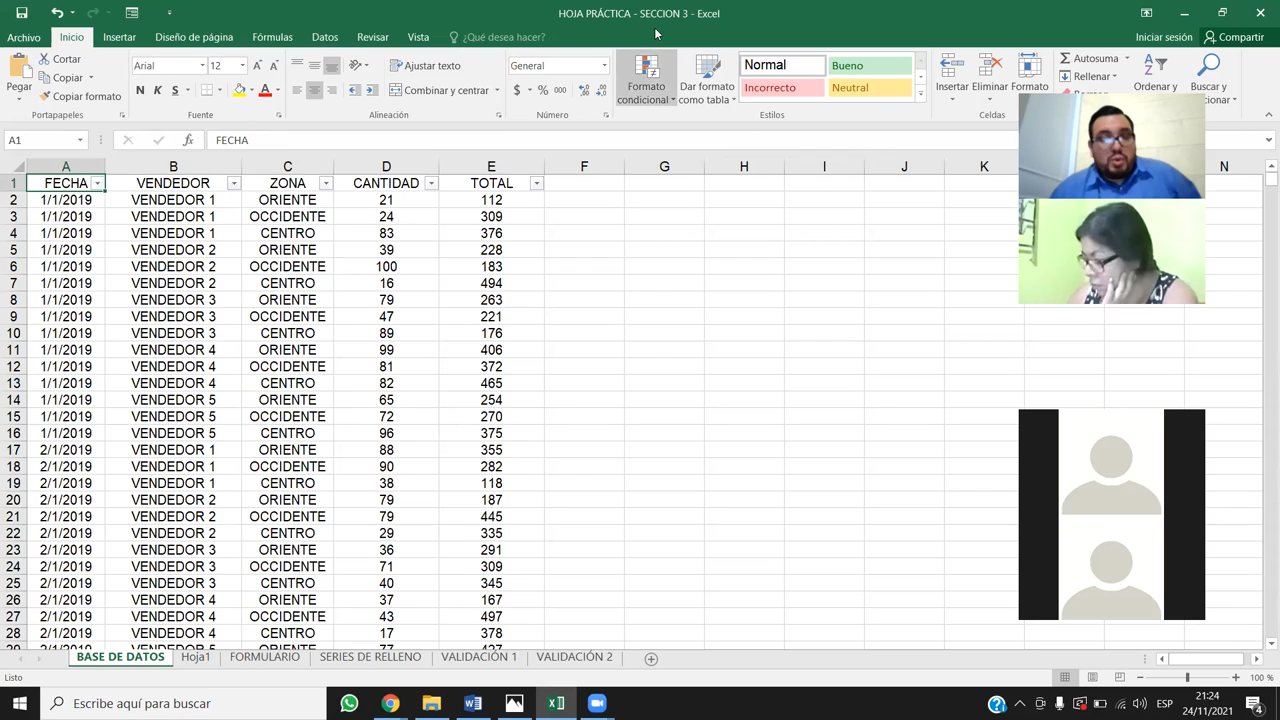 HOJA PRÁCTICA - SECCION 3 - Excel
Archivo Inicio Insertar Diseño de página Fórmulas Datos Revisar Vista ¿Qué desea hacer? Iniciar sesión Compartir
Cortar
Copiar
Copiar formato
Pegar
Portapapeles
Arial 12
N K S
Fuente
Ajustar texto
Combinar y centrar
Alineación
General
$ % 000
Número
Formato condicional
Dar formato como tabla
Normal Bueno
Incorrecto Neutral
Estilos
Insertar Eliminar Formato
Celdas
Autosuma
Rellenar
Ordenar y
Buscar y
A1 fx FECHA
A B C D E F G H I J K N
1 FECHA VENDEDOR ZONA CANTIDAD TOTAL
2 1/1/2019 VENDEDOR 1 ORIENTE 21 112
3 1/1/2019 VENDEDOR 1 OCCIDENTE 24 309
4 1/1/2019 VENDEDOR 1 CENTRO 83 376
5 1/1/2019 VENDEDOR 2 ORIENTE 39 228
6 1/1/2019 VENDEDOR 2 OCCIDENTE 100 183
7 1/1/2019 VENDEDOR 2 CENTRO 16 494
8 1/1/2019 VENDEDOR 3 ORIENTE 79 263
9 1/1/2019 VENDEDOR 3 OCCIDENTE 47 221
10 1/1/2019 VENDEDOR 3 CENTRO 89 176
11 1/1/2019 VENDEDOR 4 ORIENTE 99 406
12 1/1/2019 VENDEDOR 4 OCCIDENTE 81 372
13 1/1/2019 VENDEDOR 4 CENTRO 82 465
14 1/1/2019 VENDEDOR 5 ORIENTE 65 254
15 1/1/2019 VENDEDOR 5 OCCIDENTE 72 270
16 1/1/2019 VENDEDOR 5 CENTRO 96 375
17 2/1/2019 VENDEDOR 1 ORIENTE 88 355
18 2/1/2019 VENDEDOR 1 OCCIDENTE 90 282
19 2/1/2019 VENDEDOR 1 CENTRO 38 118
20 2/1/2019 VENDEDOR 2 ORIENTE 79 187
21 2/1/2019 VENDEDOR 2 OCCIDENTE 79 445
22 2/1/2019 VENDEDOR 2 CENTRO 29 335
23 2/1/2019 VENDEDOR 3 ORIENTE 36 291
24 2/1/2019 VENDEDOR 3 OCCIDENTE 71 309
25 2/1/2019 VENDEDOR 3 CENTRO 40 345
26 2/1/2019 VENDEDOR 4 ORIENTE 37 167
27 2/1/2019 VENDEDOR 4 OCCIDENTE 43 497
28 2/1/2019 VENDEDOR 4 CENTRO 17 378
BASE DE DATOS Hoja1 FORMULARIO SERIES DE RELLENO VALIDACIÓN 1 VALIDACIÓN 2
Listo 100 %
Escribe aquí para buscar
ESP
21:24
24/11/2021